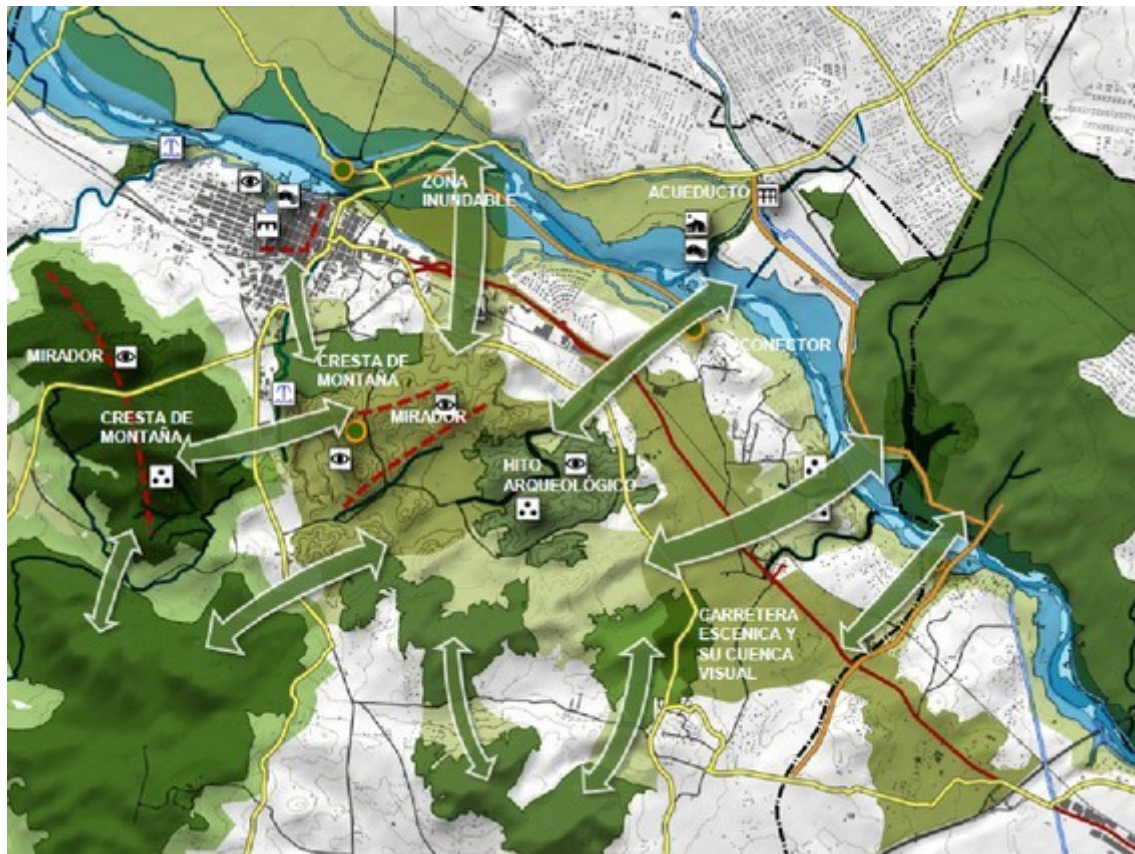 ZONA
INUNDABLE
ACUEDUCTO
CONECTOR
MIRADOR
CRESTA DE
MONTAÑA
CRESTA DE
MONTAÑA
MIRADOR
HITO
ARQUEOLÓGICO
CARRETERA
ESCENICA Y
SU CUENCA
VISUAL